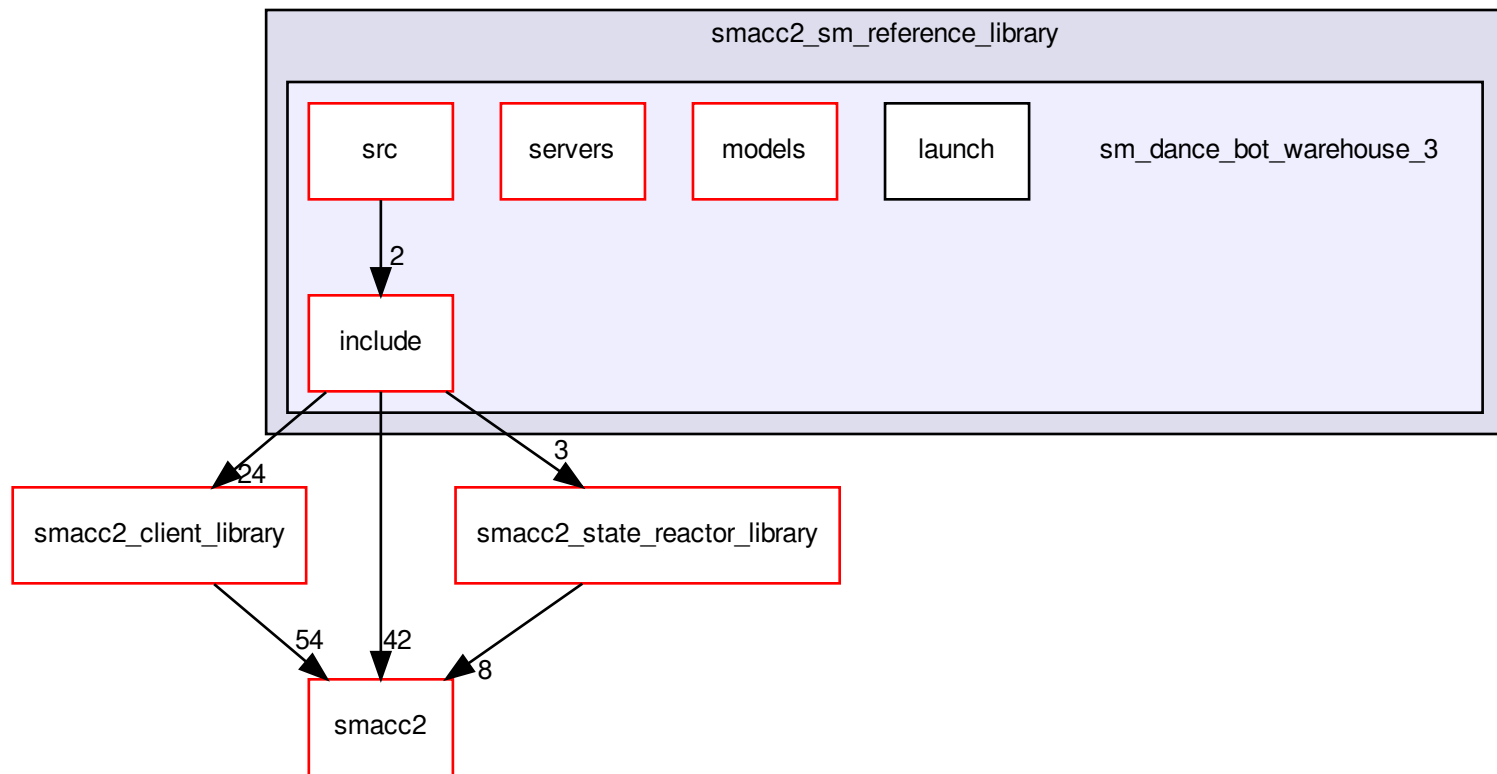 smacc2_sm_reference_library
src
servers
models
launch
sm_dance_bot_warehouse_3
2
include
24
3
smacc2_client_library
smacc2_state_reactor_library
54
42
8
smacc2